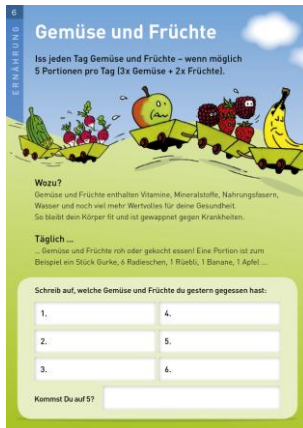 6
ERNÄHRUNG
Gemüse und Früchte
Iss jeden Tag Gemüse und Früchte – wenn möglich
5 Portionen pro Tag (3x Gemüse + 2x Früchte).
Wozu?
Gemüse und Früchte enthalten Vitamine, Mineralstoffe, Nahrungsfasern,
Wasser und noch viel mehr Wertvolles für deine Gesundheit.
So bleibt dein Körper fit und ist gewappnet gegen Krankheiten.
Täglich ...
... Gemüse und Früchte roh oder gekocht essen! Eine Portion ist zum
Beispiel ein Stück Gurke, 6 Radieschen, 1 Rüebli, 1 Banane, 1 Apfel ...
Schreib auf, welche Gemüse und Früchte du gestern gegessen hast:
1.
4.
2.
5.
3.
6.
Kommst Du auf 5?